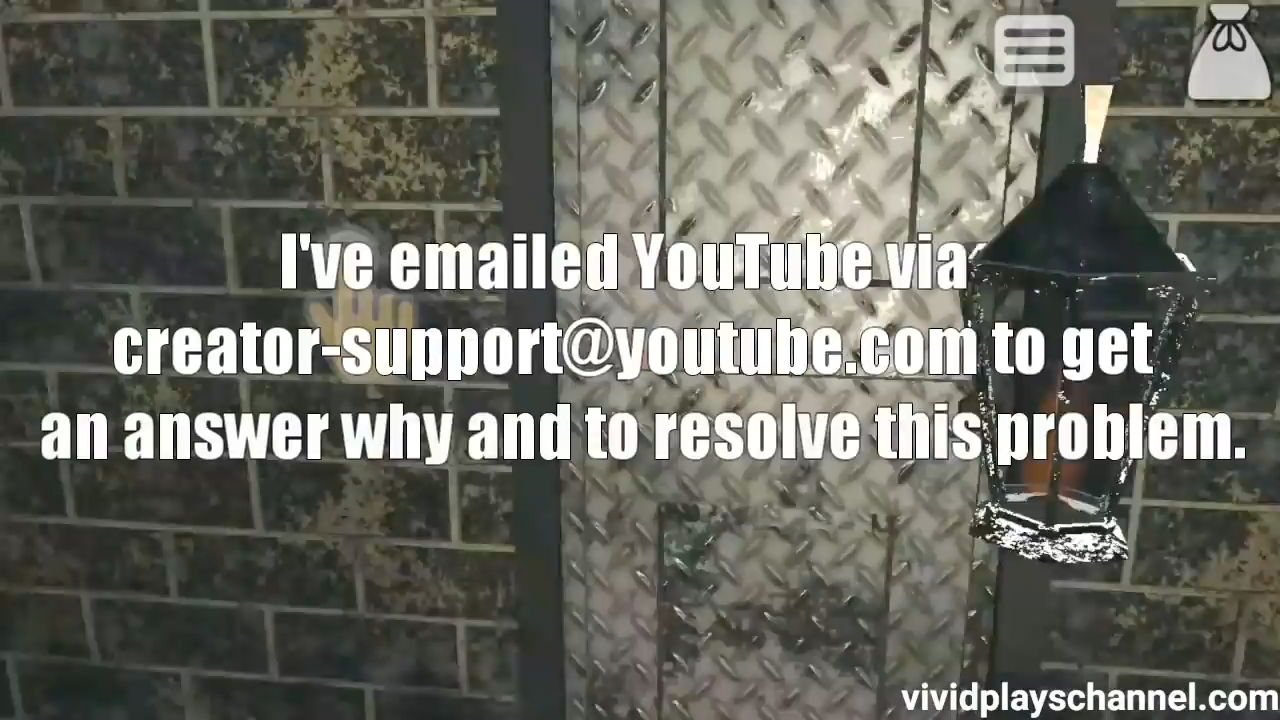 I've emailed YouTube via
creator-support@youtube.com to get
an answer why and to resolve this problem.
vividplayschannel.com